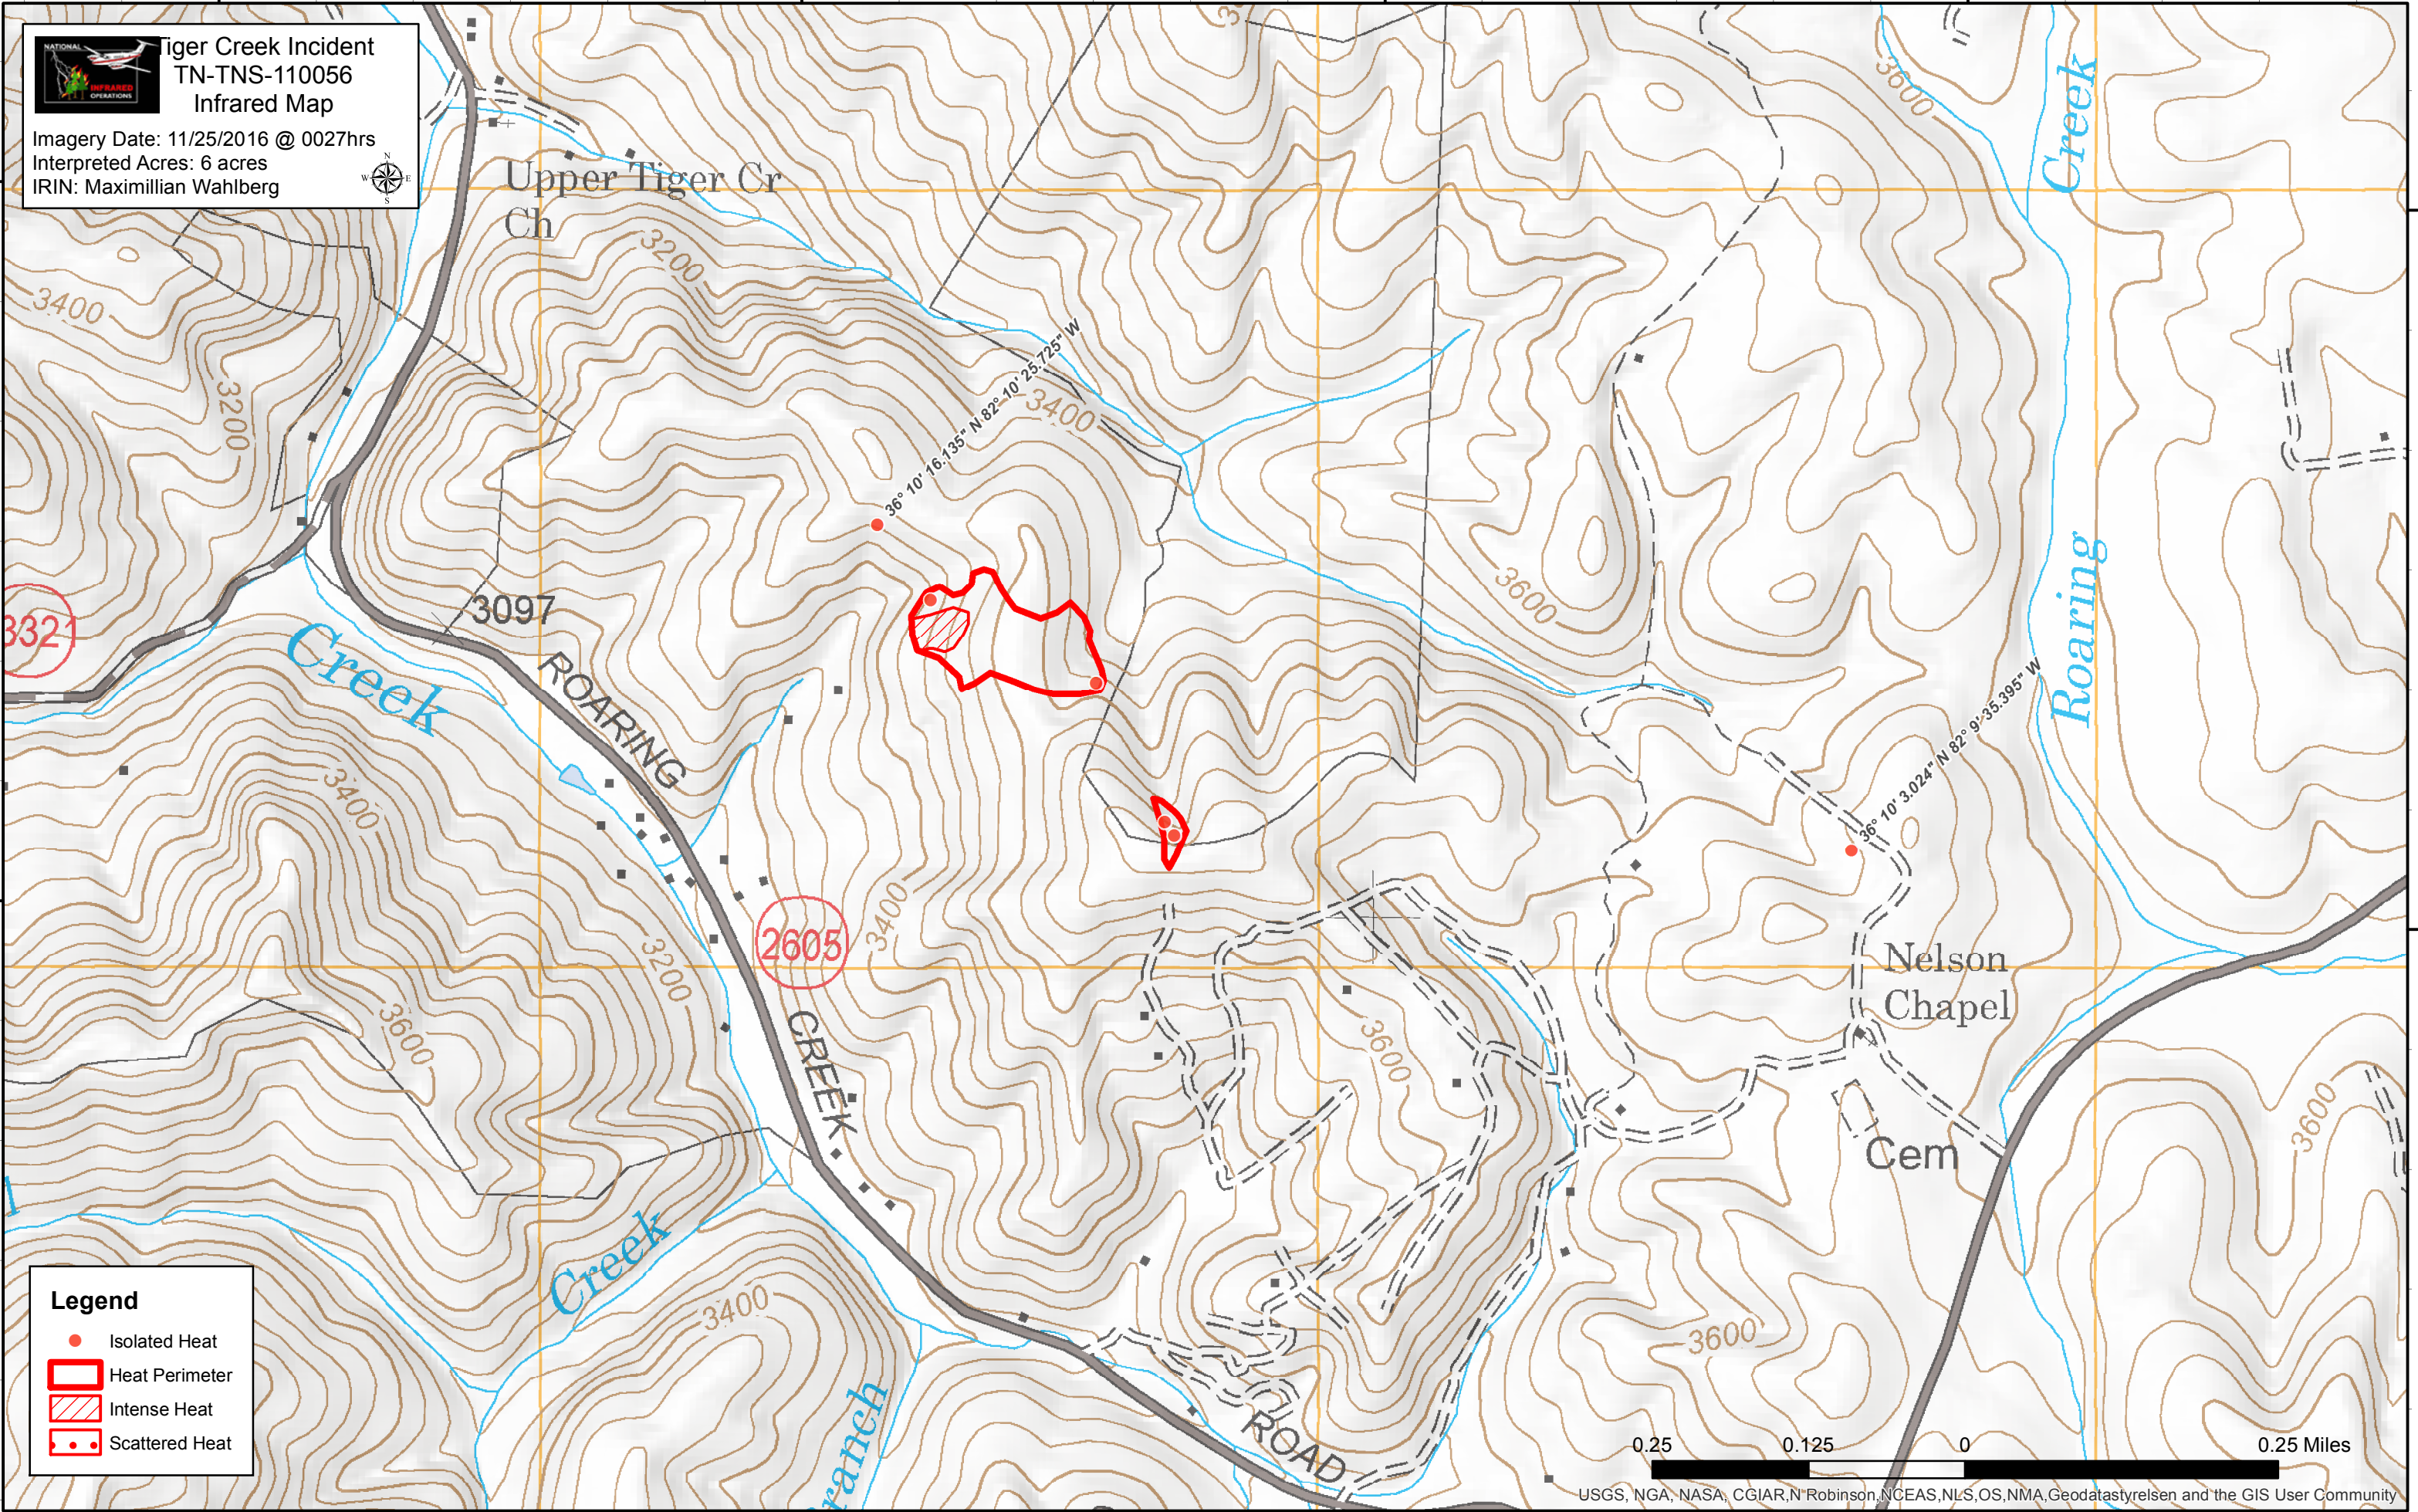 NATIONAL
INFRARED
OPERATIONS
Tiger Creek Incident
TN-TNS-110056
Infrared Map
Imagery Date: 11/25/2016 @ 0027hrs
Interpreted Acres: 6 acres
IRIN: Maximillian Wahlberg
N
W
E
S
Upper Tiger Cr
Ch
3600
Creek
3200
3400
3200
36° 10' 16.135" N 82° 10' 25.725" W
3400
3600
3321
3097
Creek
ROARING
Roaring
36° 10' 3.024" N 82° 9' 35.395" W
3400
3400
2605
3200
3600
Nelson
Chapel
3600
CREEK
Cem
3600
Creek
3400
3600
ROAD
Legend
Isolated Heat
Heat Perimeter
Intense Heat
Scattered Heat
0.25
0.125
0
0.25 Miles
USGS, NGA, NASA, CGIAR,N Robinson,NCEAS,NLS,OS,NMA,Geodatastyrelsen and the GIS User Community